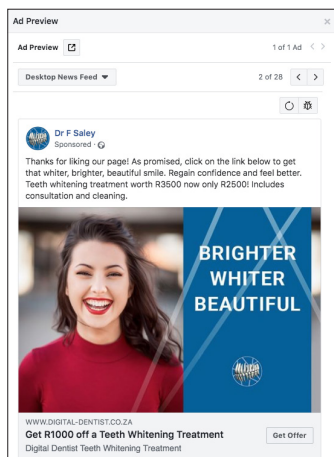 Ad Preview
Ad Preview
1 of 1 Ad
Desktop News Feed
2 of 28
Dr F Saley
Sponsored ·
Thanks for liking our page! As promised, click on the link below to get
that whiter, brighter, beautiful smile. Regain confidence and feel better.
Teeth whitening treatment worth R3500 now only R2500! Includes
consultation and cleaning.
BRIGHTER
WHITER
BEAUTIFUL
WWW.DIGITAL-DENTIST.CO.ZA
Get R1000 off a Teeth Whitening Treatment
Get Offer
Digital Dentist Teeth Whitening Treatment